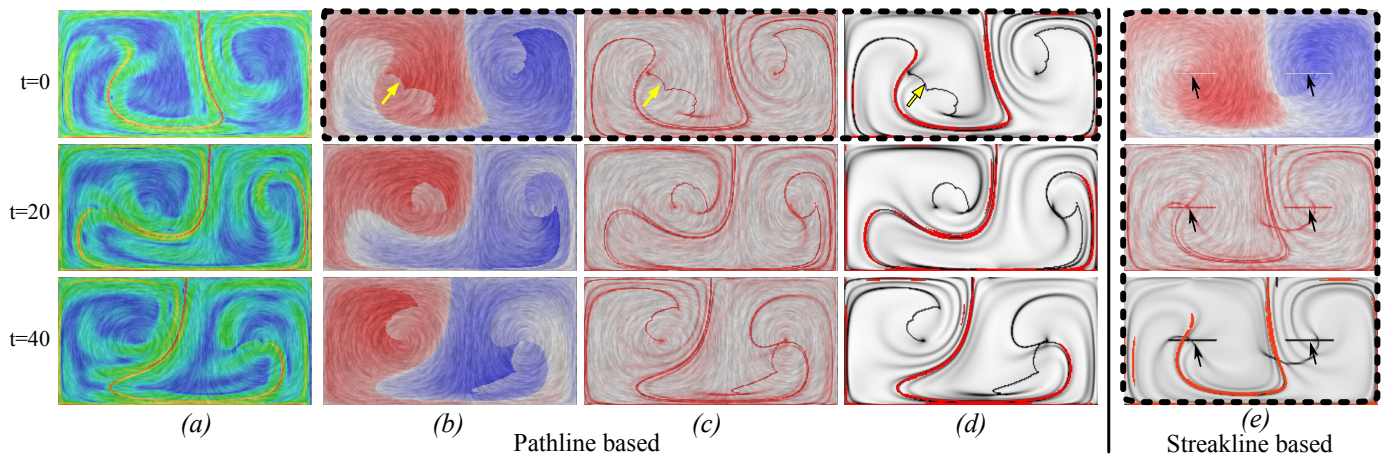 t=0
t=20
t=40
(a)
(b)
(c)
(d)
(e)
Pathline based
Streakline based